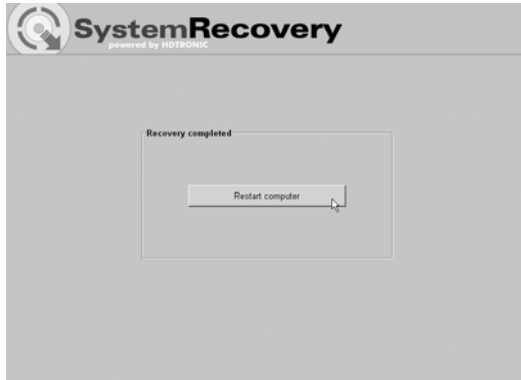 SystemRecovery
powered by HDTRONIC
Recovery completed
Restart computer